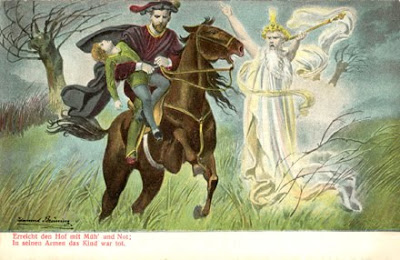 Erreicht den Hof mit Müh' und Not;
In seinen Armen das Kind war tot.